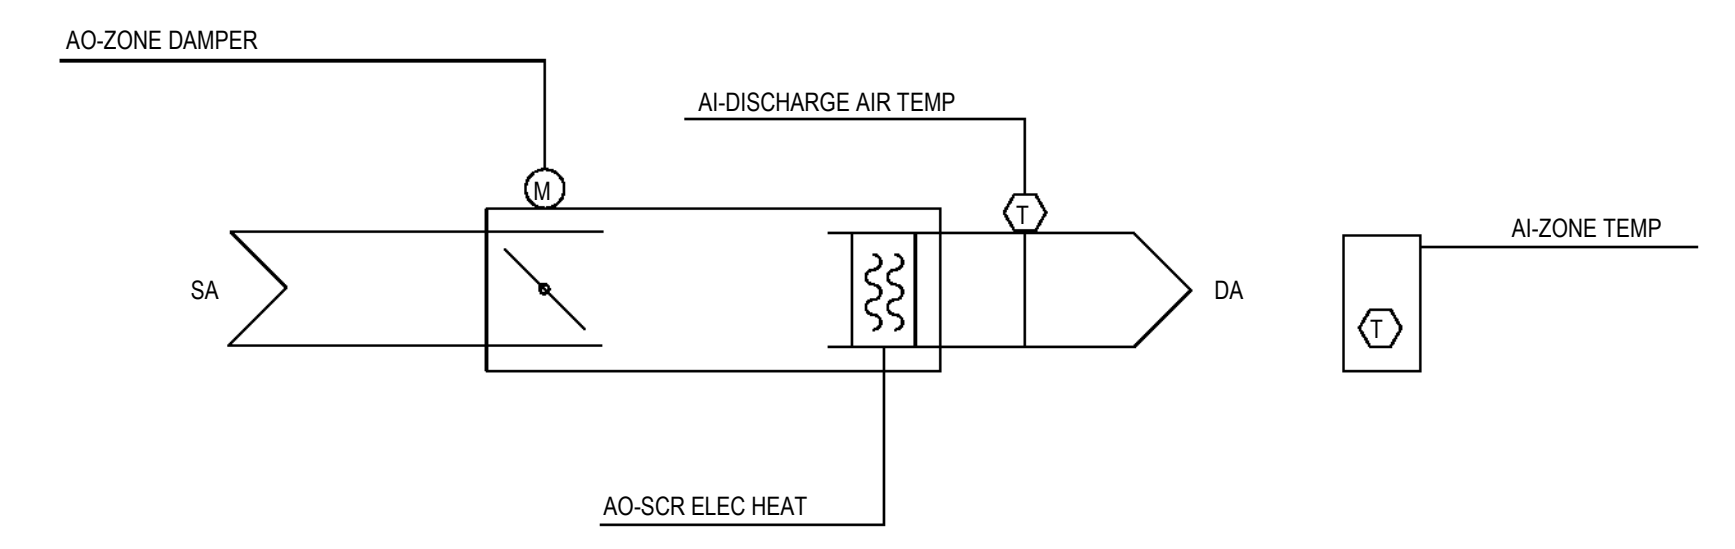 AO-ZONE DAMPER
AI-DISCHARGE AIR TEMP
M
T
AI-ZONE TEMP
SA
DA
T
AO-SCR ELEC HEAT